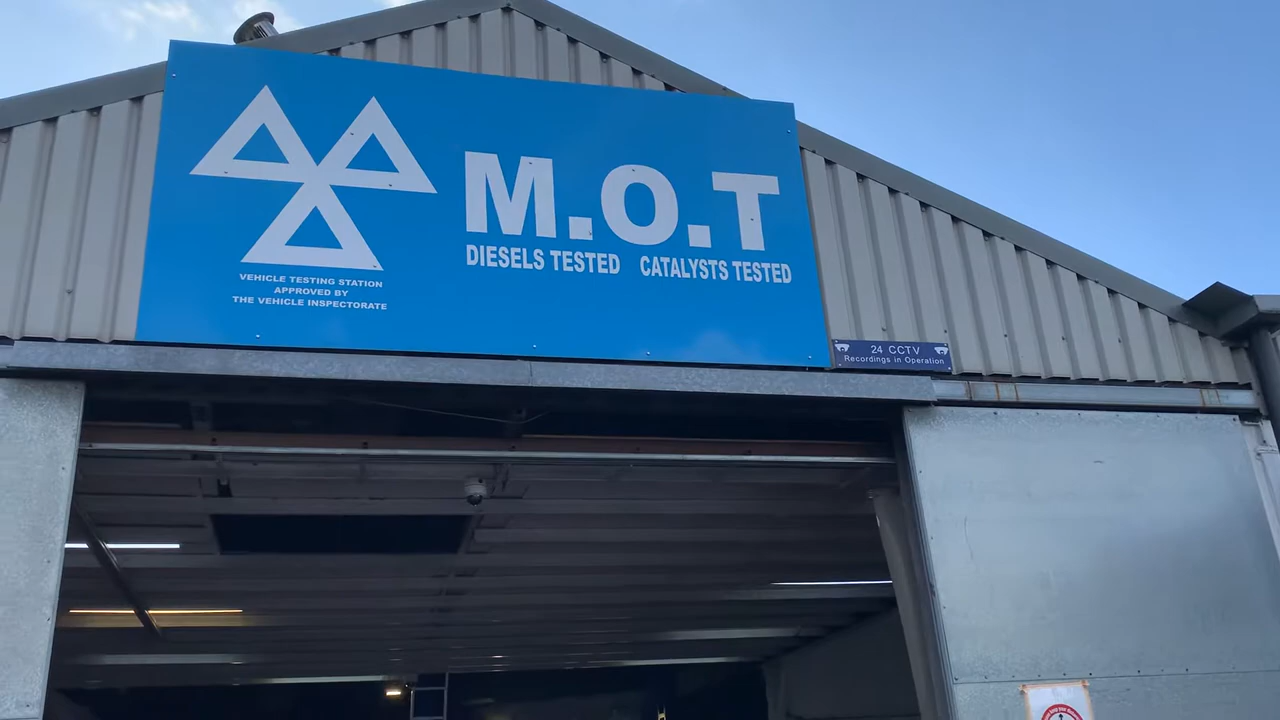 M.O.T
DIESELS TESTED CATALYSTS TESTED
VEHICLE TESTING STATION
APPROVED BY
THE VEHICLE INSPECTORATE
24 CCTV
Recordings in Operation